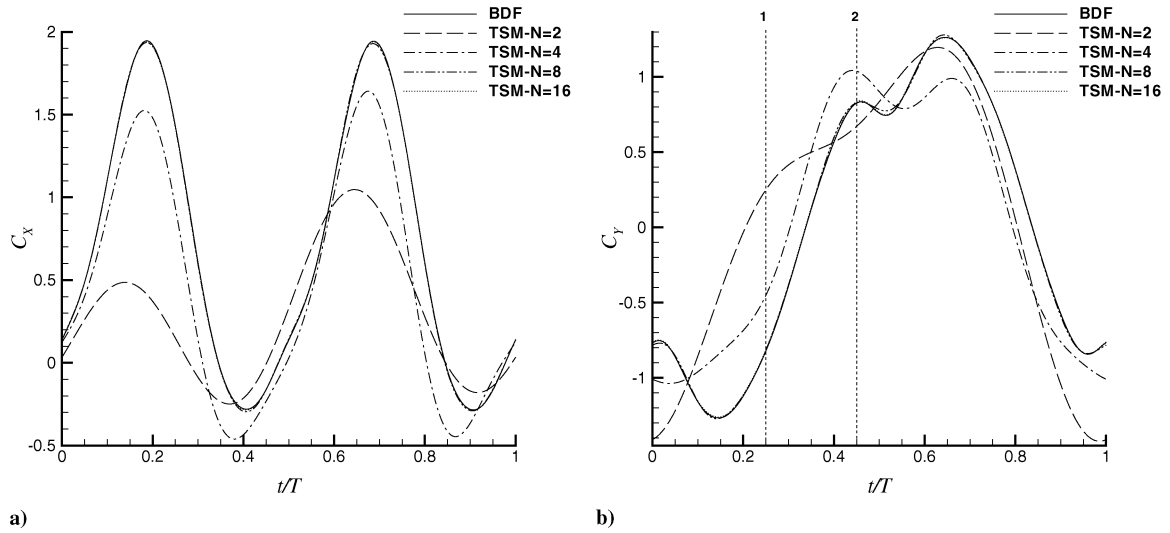 BDF
TSM-N=2
TSM-N=4
TSM-N=8
TSM-N=16
2
1.5
1
0.5
0
-0.5
C_X
0 0.2 0.4 0.6 0.8 1
t/T
a)
1 2
BDF
TSM-N=2
TSM-N=4
TSM-N=8
TSM-N=16
1
0.5
0
-0.5
-1
C_Y
0 0.2 0.4 0.6 0.8 1
t/T
b)